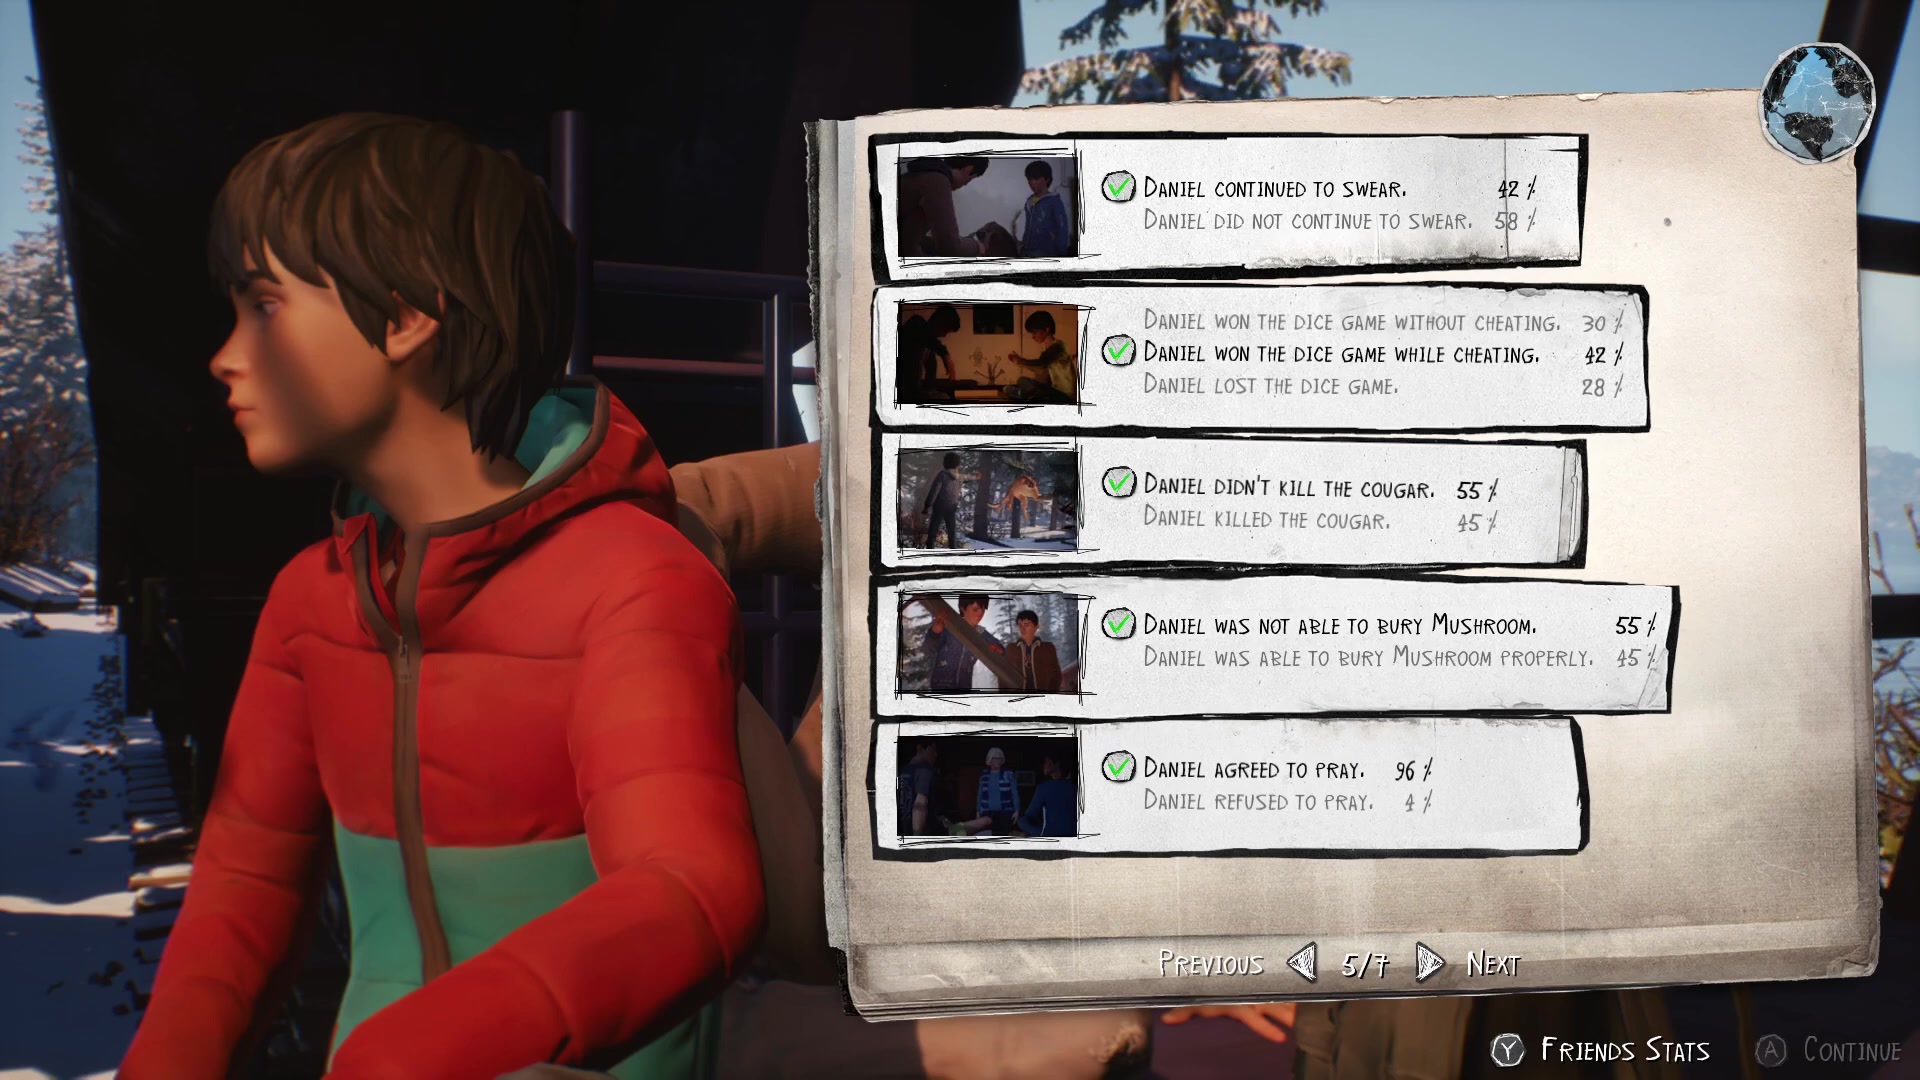 Daniel continued to swear. 42 %
Daniel did not continue to swear. 58 %
Daniel won the dice game without cheating. 30 %
Daniel won the dice game while cheating. 42 %
Daniel lost the dice game. 28 %
Daniel didn't kill the cougar. 55 %
Daniel killed the cougar. 45 %
Daniel was not able to bury Mushroom. 55 %
Daniel was able to bury Mushroom properly. 45 %
Daniel agreed to pray. 96 %
Daniel refused to pray. 4 %
Previous 5/7 Next
Y Friends Stats A Continue